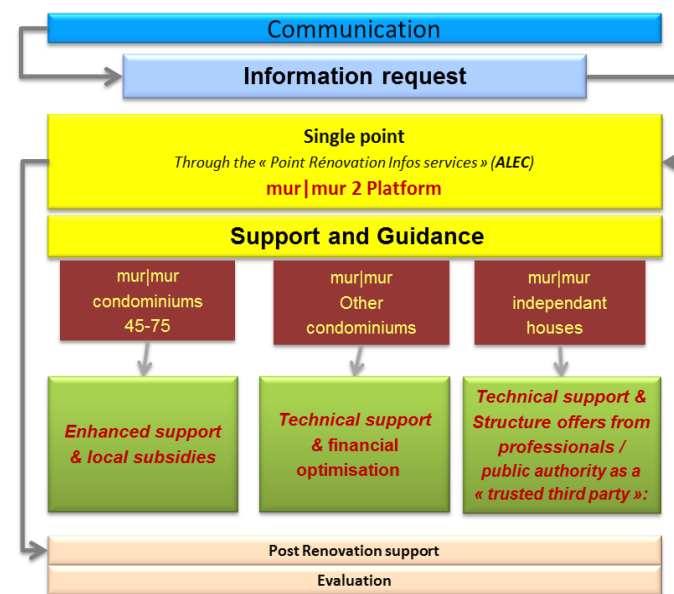 Communication
Information request
Single point
Through the « Point Rénovation Infos services » (ALEC)
mur|mur 2 Platform
Support and Guidance
mur|mur
condominiums
45-75
mur|mur
Other
condominiums
mur|mur
independant
houses
Enhanced support
& local subsidies
Technical support
& financial
optimisation
Technical support &
Structure offers from
professionals /
public authority as a
« trusted third party »:
Post Renovation support
Evaluation